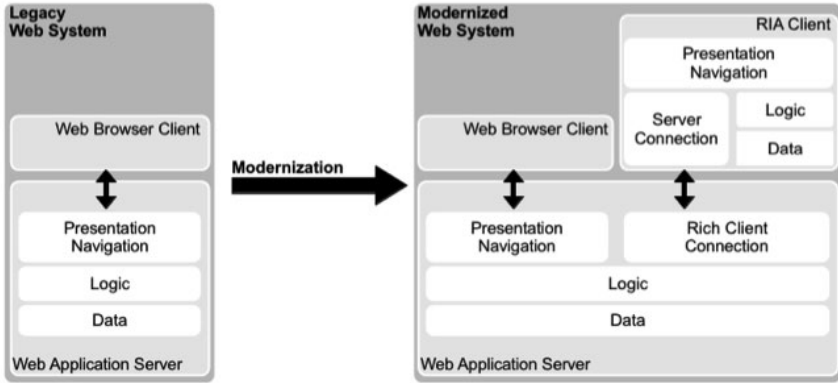 Legacy
Web System
Web Browser Client
Presentation
Navigation
Logic
Data
Web Application Server
Modernization
Modernized
Web System
RIA Client
Presentation
Navigation
Server
Connection
Logic
Data
Web Browser Client
Presentation
Navigation
Rich Client
Connection
Logic
Data
Web Application Server